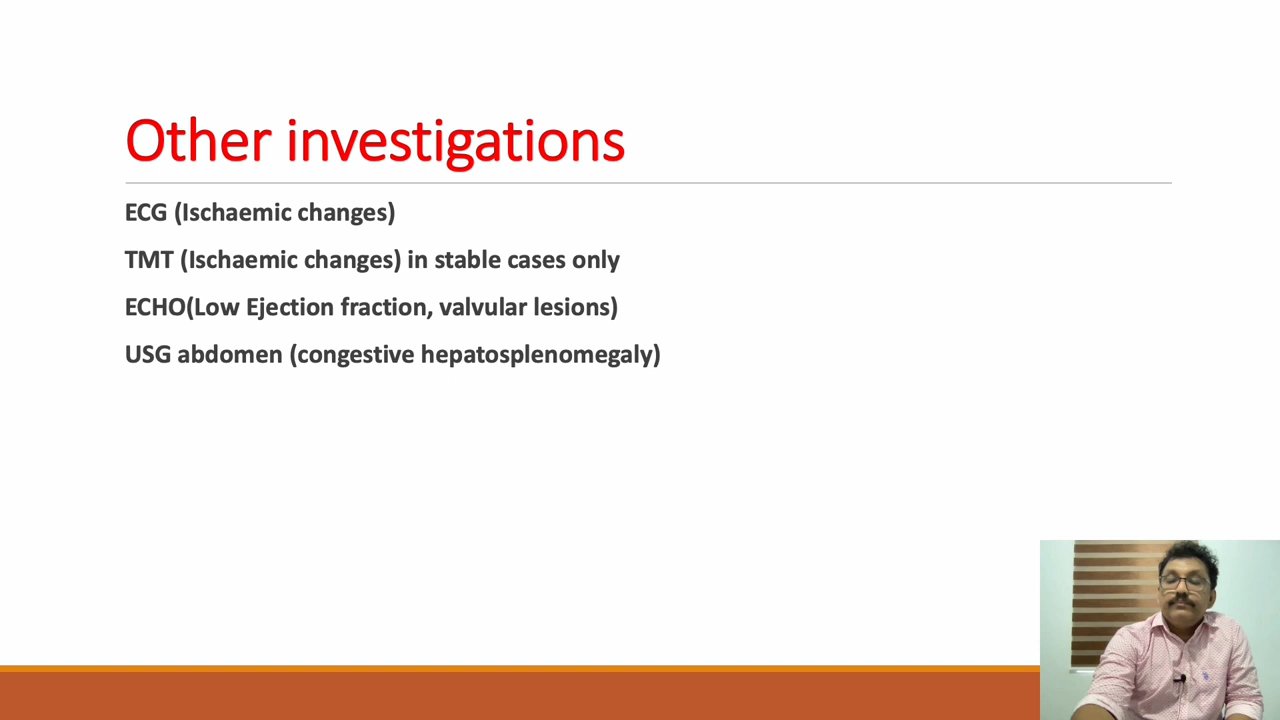 Other investigations
ECG (Ischaemic changes)
TMT (Ischaemic changes) in stable cases only
ECHO(Low Ejection fraction, valvular lesions)
USG abdomen (congestive hepatosplenomegaly)